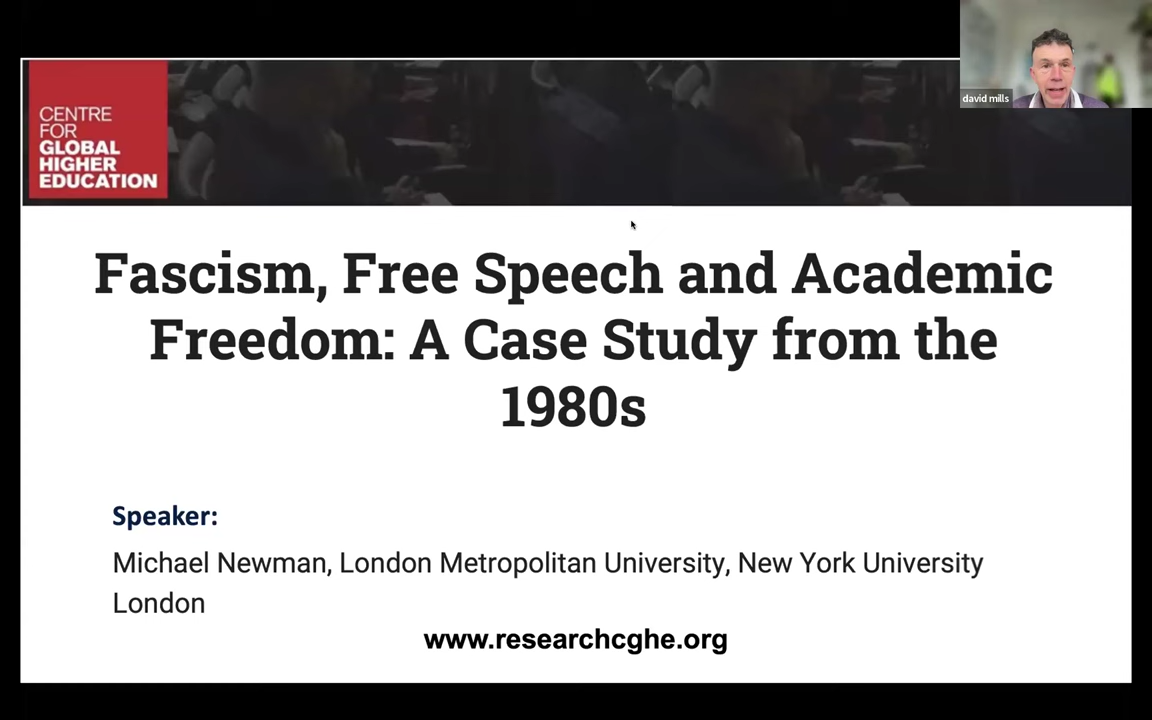 CENTRE
FOR
GLOBAL
HIGHER
EDUCATION
david mills
Fascism, Free Speech and Academic
Freedom: A Case Study from the
1980s
Speaker:
Michael Newman, London Metropolitan University, New York University
London
www.researchcghe.org